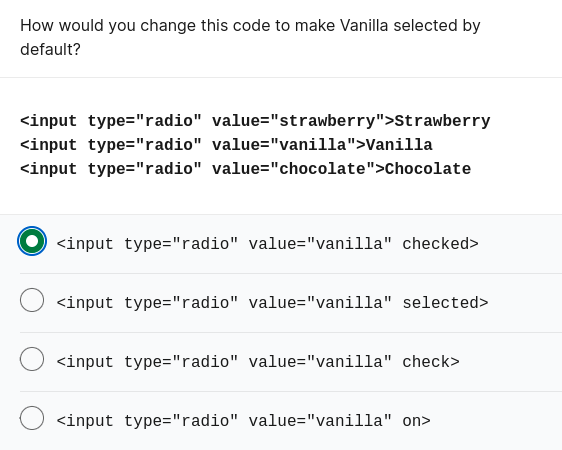 How would you change this code to make Vanilla selected by
default?
<input type="radio" value="strawberry">Strawberry
<input type="radio" value="vanilla">Vanilla
<input type="radio" value="chocolate">Chocolate
<input type="radio" value="vanilla" checked>
<input type="radio" value="vanilla" selected>
<input type="radio" value="vanilla" check>
<input type="radio" value="vanilla" on>